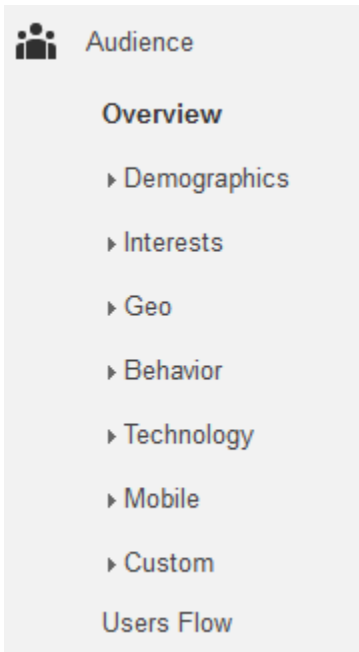 Audience
Overview
Demographics
Interests
Geo
Behavior
Technology
Mobile
Custom
Users Flow